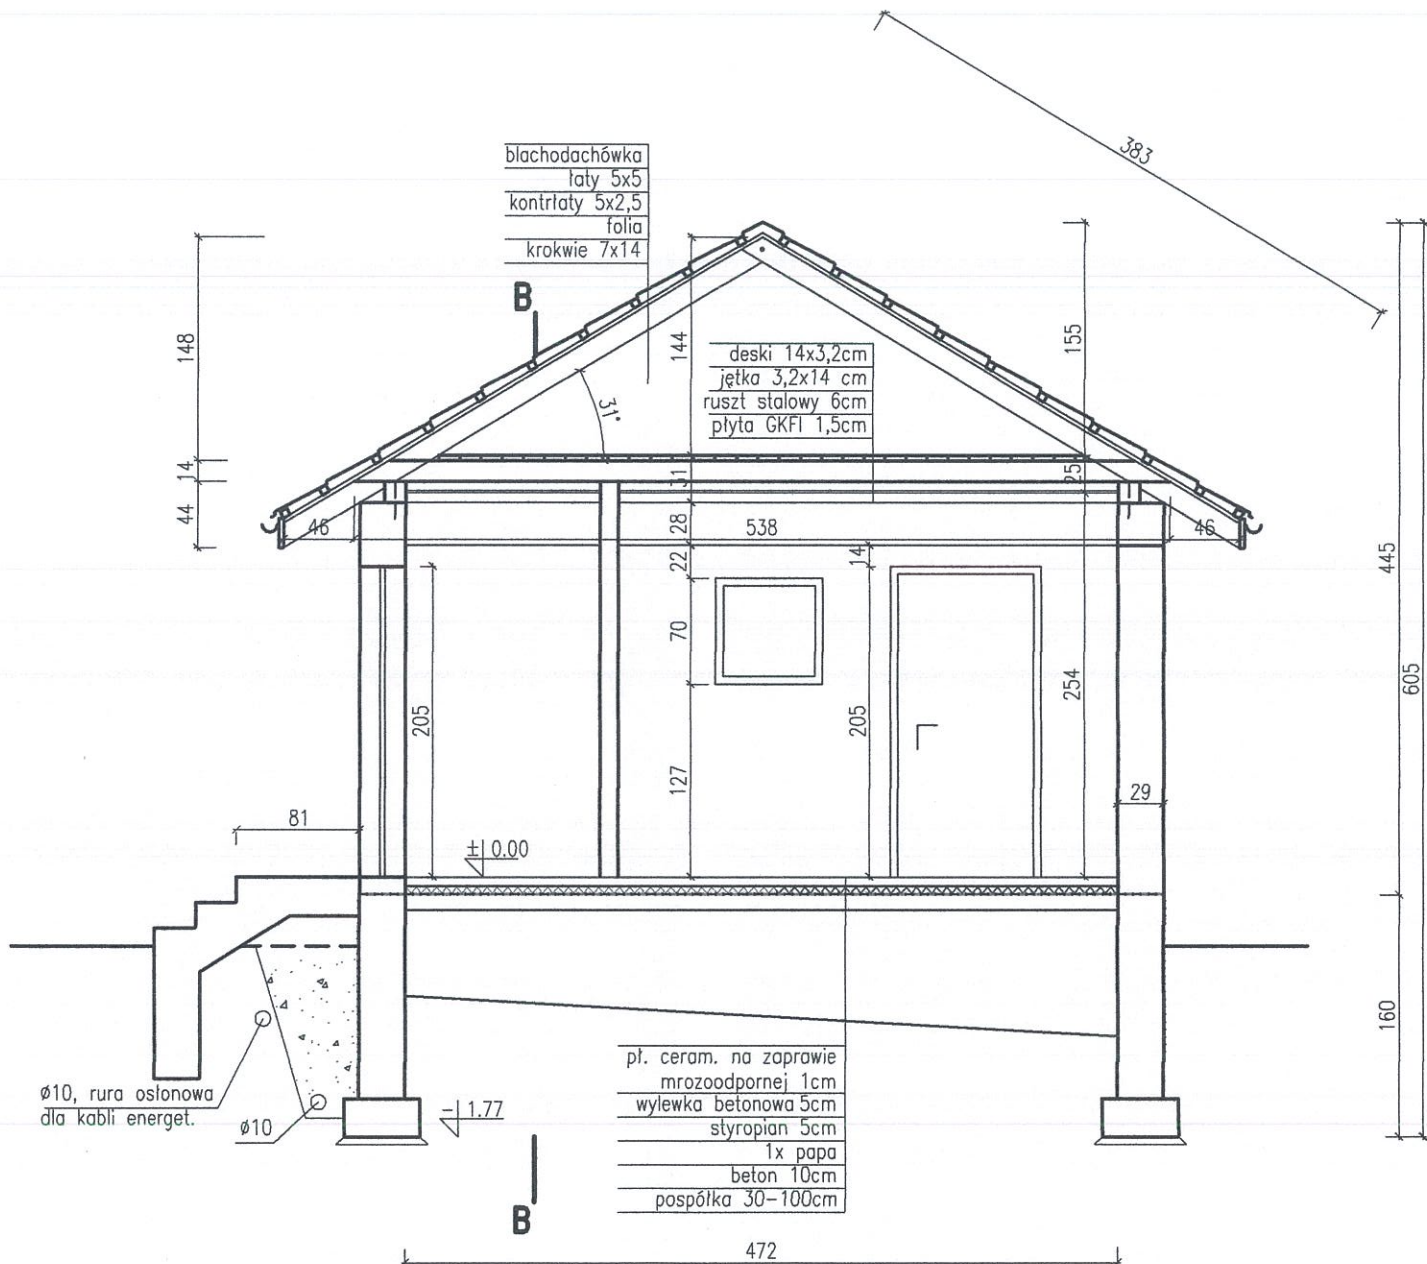 383
blachodachówka
łaty 5x5
kontrłaty 5x2,5
folia
krokwie 7x14
B
148
144
155
deski 14x3,2cm
jętka 3,2x14 cm
ruszt stalowy 6cm
płyta GKFI 1,5cm
31°
14
31
25
44
46
28
538
46
22
14
445
70
605
205
205
254
127
29
81
±0.00
160
pł. ceram. na zaprawie
mrozoodpornej 1cm
wylewka betonowa 5cm
styropian 5cm
1x papa
beton 10cm
pospółka 30-100cm
ø10, rura osłonowa
dla kabli energet.
ø10
-1.77
B
472